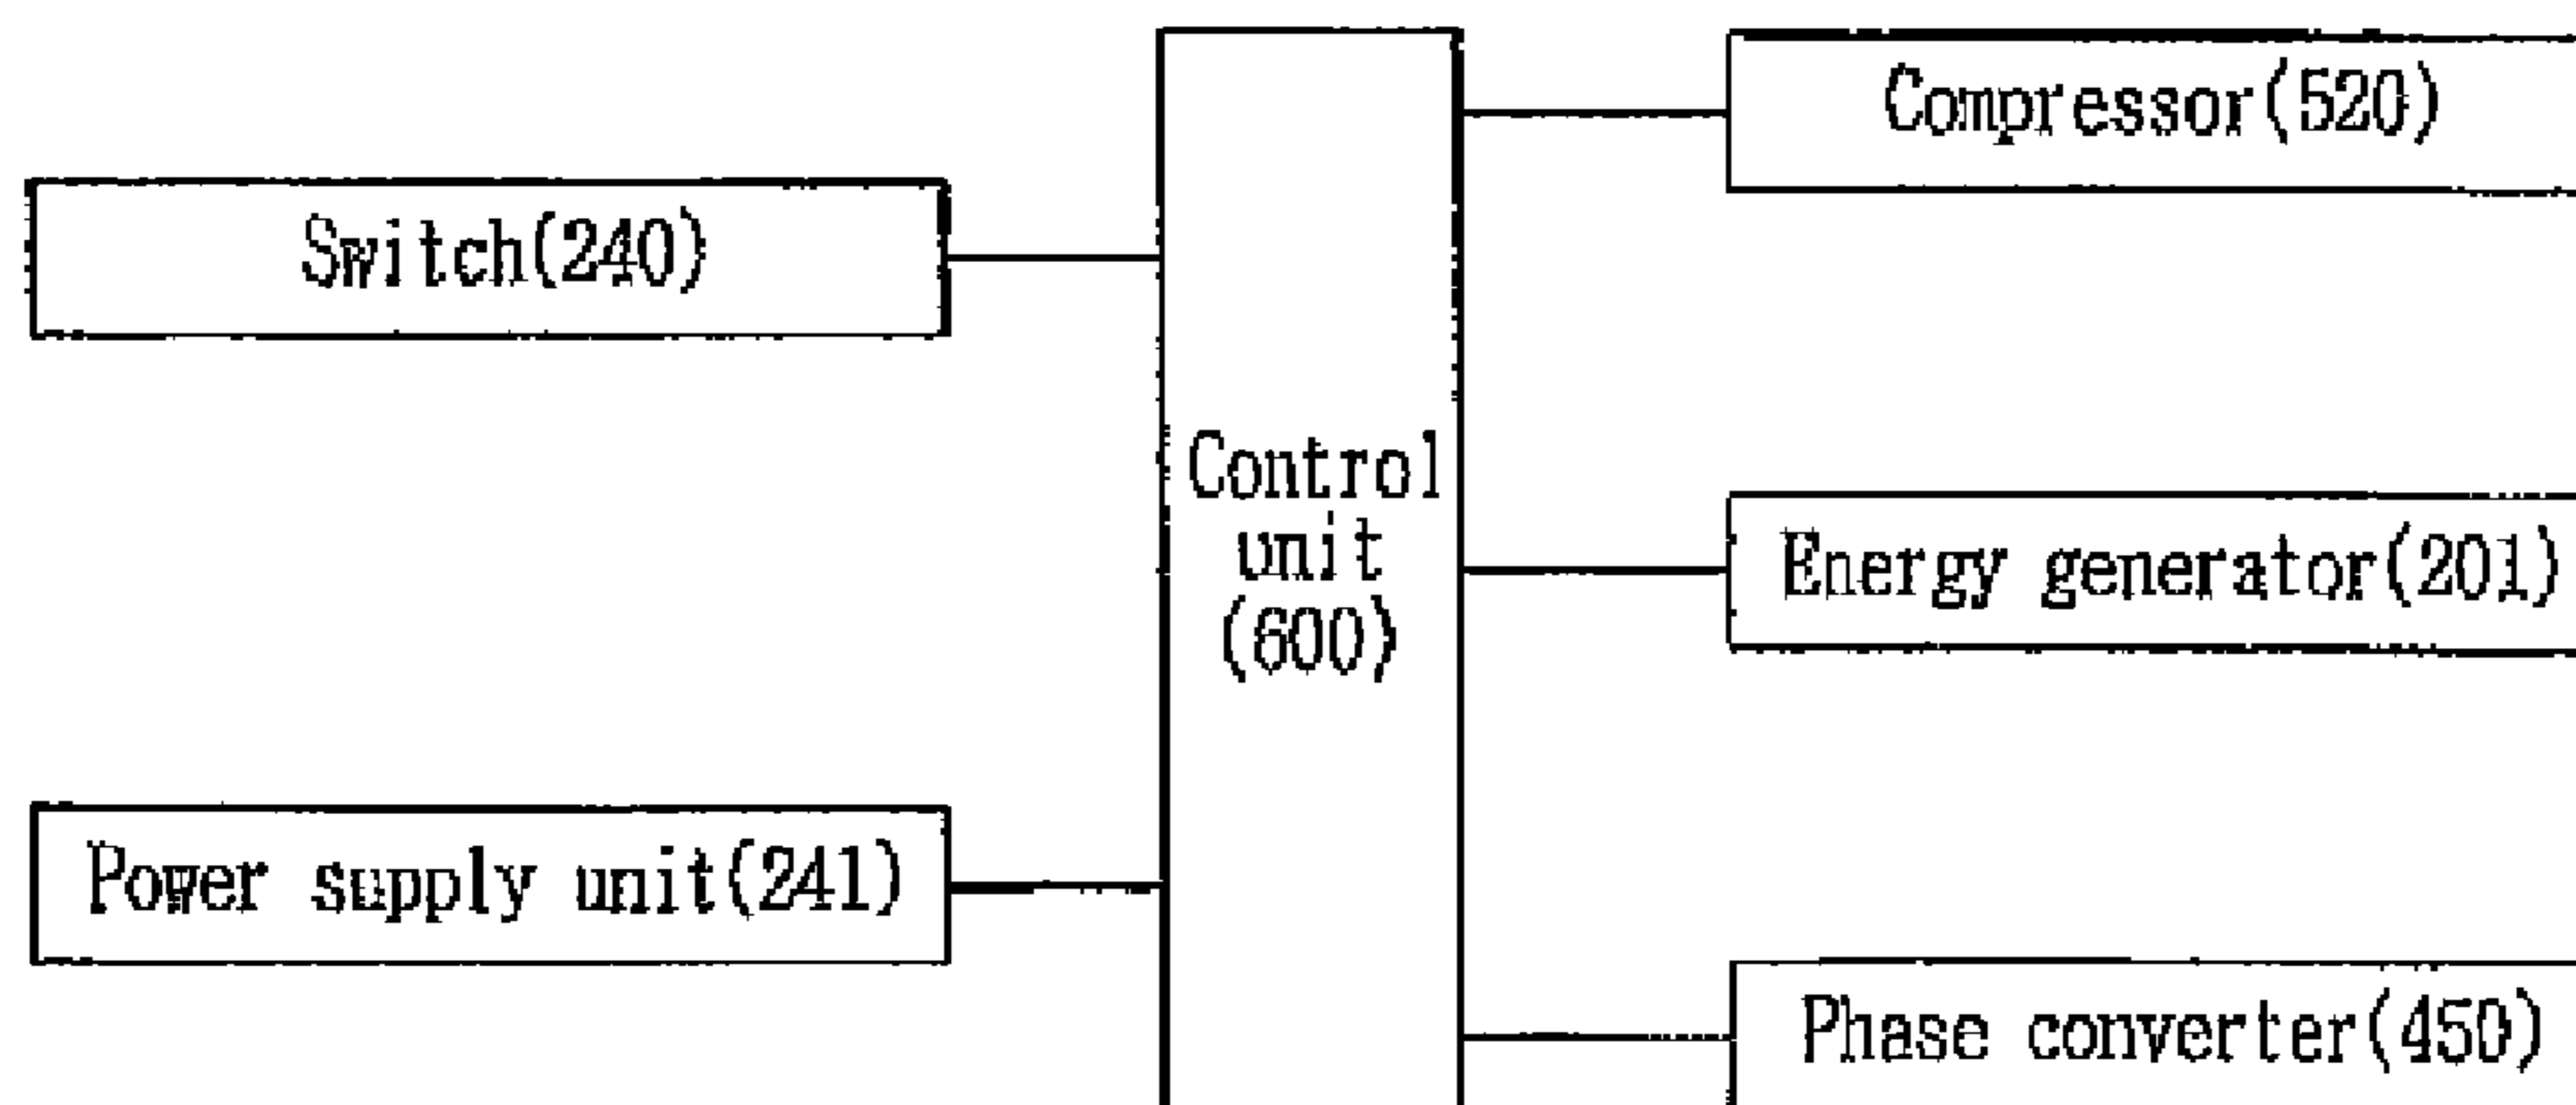 Compressor(520)
Switch(240)
Control
unit
(600)
Energy generator(201)
Power supply unit(241)
Phase converter(450)